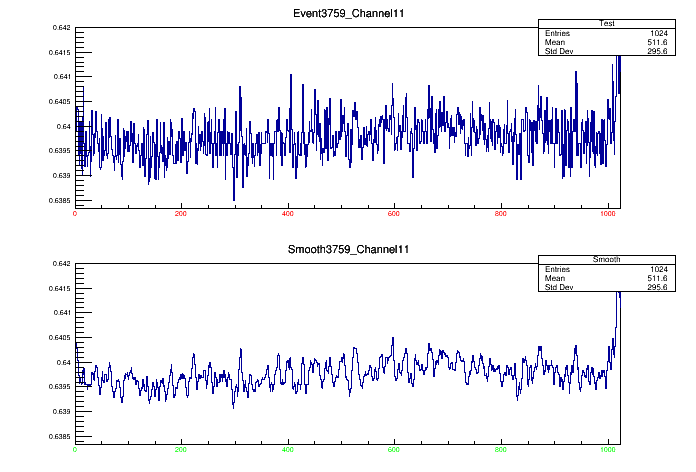 Event3759_Channel11
Test
Entries 1024
Mean 511.6
Std Dev 295.6
0.642
0.6415
0.641
0.6405
0.64
0.6395
0.639
0.6385
0 200 400 600 800 1000
Smooth3759_Channel11
Smooth
Entries 1024
Mean 511.6
Std Dev 295.6
0.642
0.6415
0.641
0.6405
0.64
0.6395
0.639
0.6385
0 200 400 600 800 1000